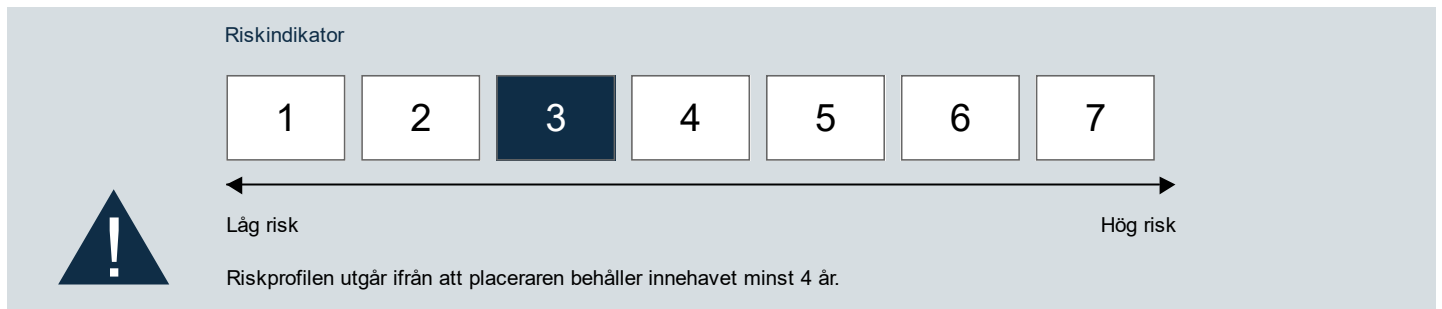 Riskindikator
1 2 3 4 5 6 7
Låg risk Hög risk
!
Riskprofilen utgår ifrån att placeraren behåller innehavet minst 4 år.